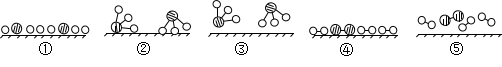 ① ② ③ ④ ⑤